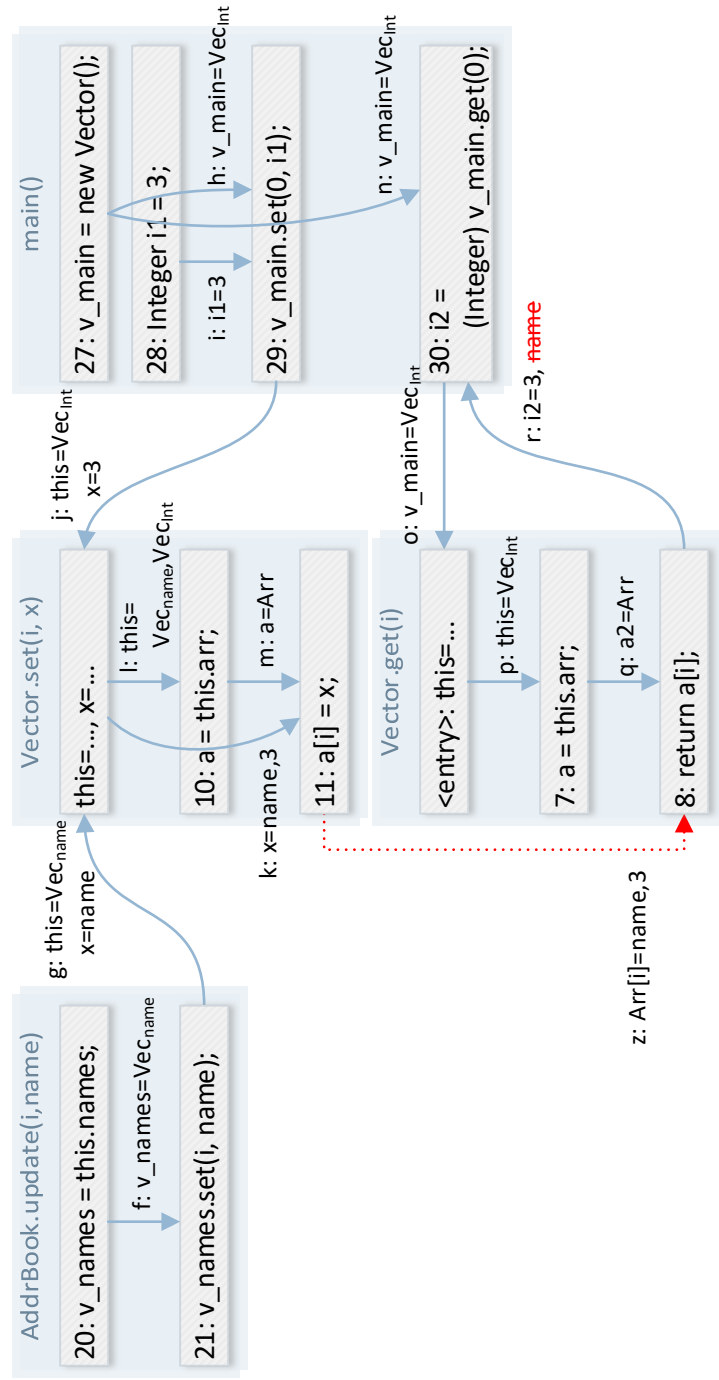 AddrBook.update(i,name)
20: v_names = this.names;
f: v_names=Vecname
21: v_names.set(i, name);
g: this=Vecname
x=name
Vector.set(i, x)
this=..., x=...
l: this=
Vecname,VecInt
10: a = this.arr;
m: a=Arr
k: x=name,3
11: a[i] = x;
j: this=VecInt
x=3
main()
27: v_main = new Vector();
28: Integer i1 = 3;
h: v_main=VecInt
i: i1=3
29: v_main.set(0, i1);
n: v_main=VecInt
30: i2 =
(Integer) v_main.get(0);
o: v_main=VecInt
r: i2=3, name
Vector.get(i)
<entry>: this=...
p: this=VecInt
7: a = this.arr;
q: a2=Arr
8: return a[i];
z: Arr[i]=name,3